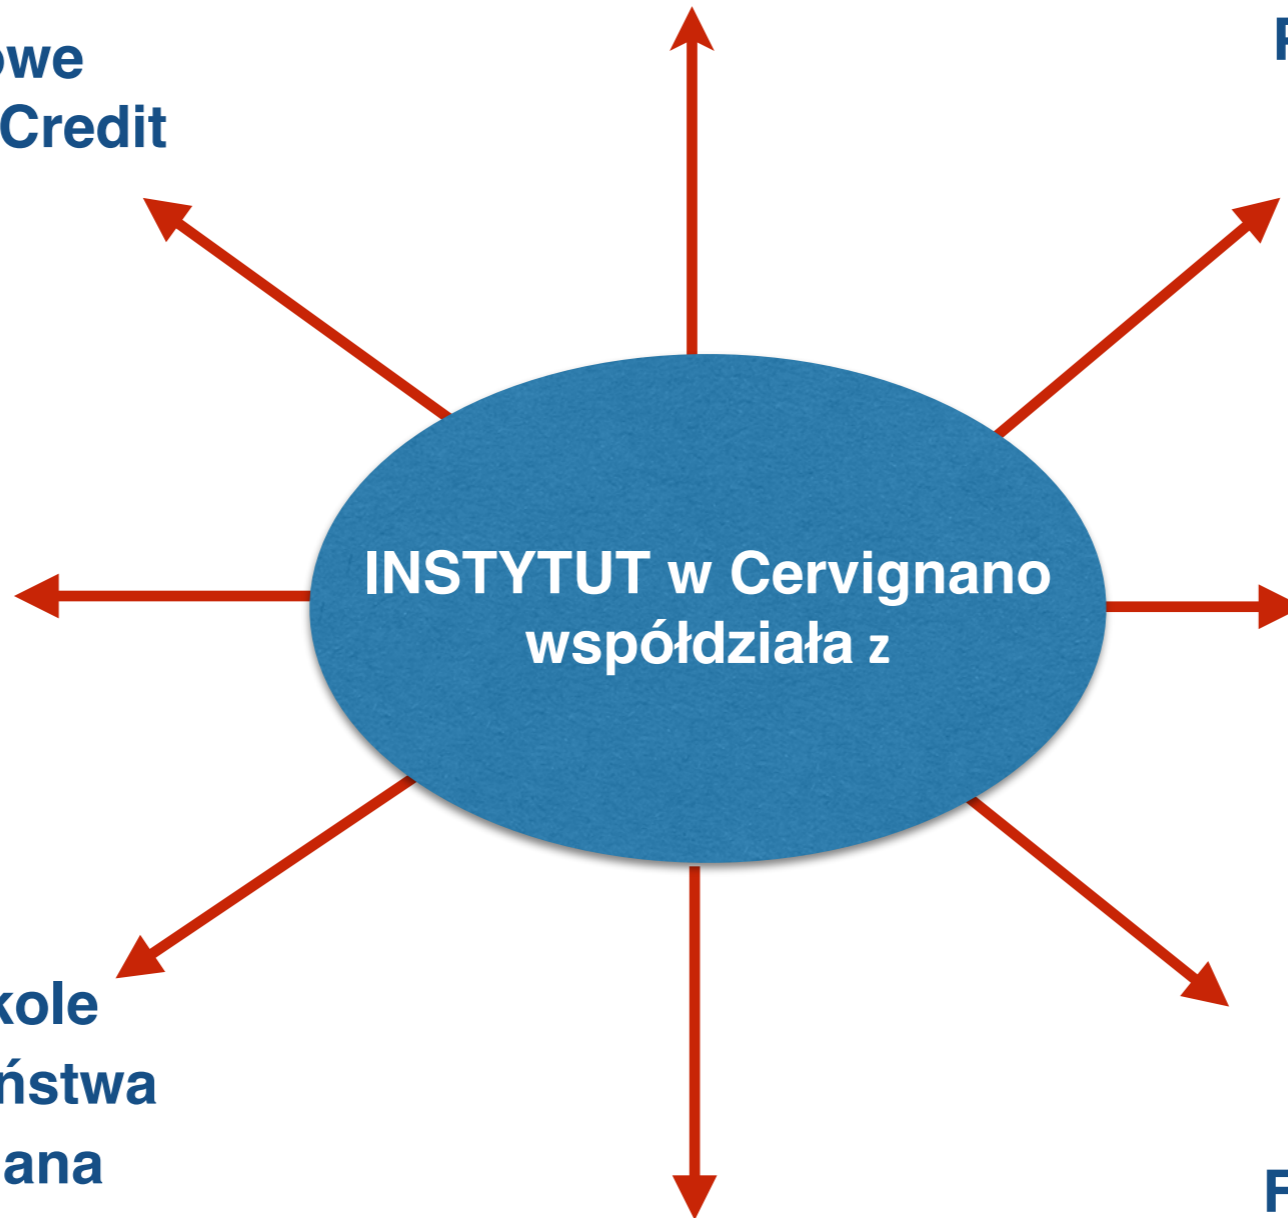 owe
Credit
P
INSTYTUT w Cervignano
współdziała z
kole
ństwa
ana
F